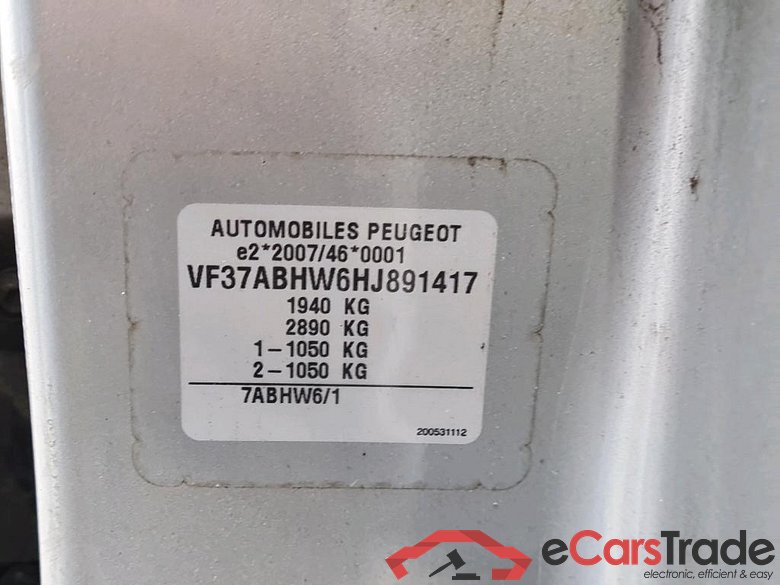 AUTOMOBILES PEUGEOT
e2*2007/46*0001
VF37ABHW6HJ891417
1940 KG
2890 KG
1-1050 KG
2-1050 KG
7ABHW6/1
200531112
eCarsTrade
electronic, efficient & easy